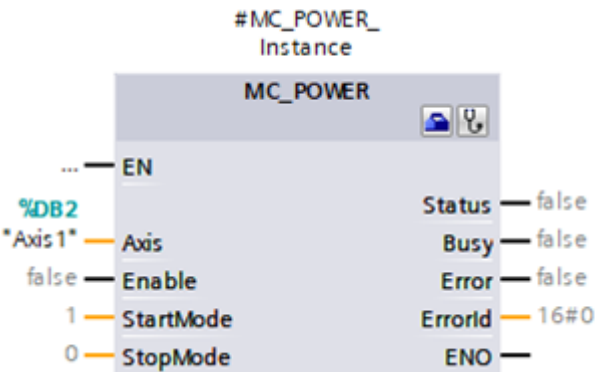 #MC_POWER_
Instance
MC_POWER
... EN
%DB2 Status false
"Axis1" Axis Busy false
false Enable Error false
1 StartMode ErrorId 16#0
0 StopMode ENO